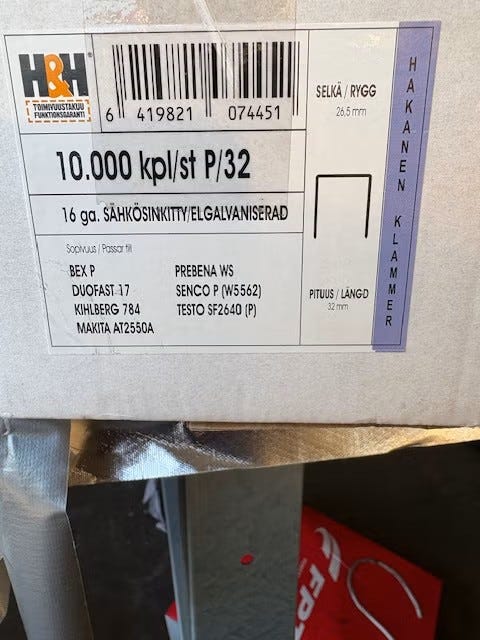 H&H®
TOIMIVUUSTAKUU
FUNKTIONSGARANTI
6 419821 074451
10.000 kpl/st P/32
16 ga. SÄHKÖSINKITTY/ELGALVANISERAD
Sopivuus / Passar till
BEX P
DUOFAST 17
KIHLBERG 784
MAKITA AT2550A
PREBENA WS
SENCO P (W5562)
TESTO SF2640 (P)
SELKÄ / RYGG
26,5 mm
PITUUS / LÄNGD
32 mm
HAKANEN KLAMMER